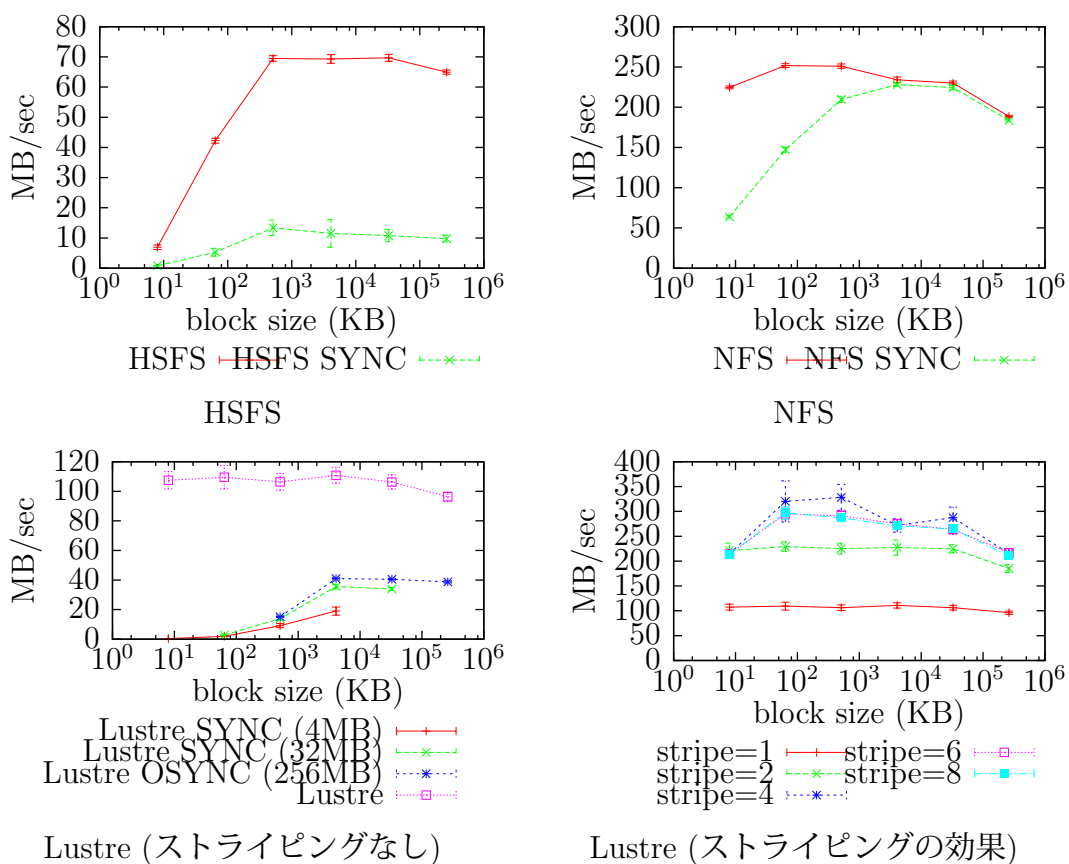 80
70
60
50
40
30
20
10
0
MB/sec
10^0 10^1 10^2 10^3 10^4 10^5 10^6
block size (KB)
HSFS HSFS SYNC
HSFS
300
250
200
150
100
50
0
MB/sec
10^0 10^1 10^2 10^3 10^4 10^5 10^6
block size (KB)
NFS NFS SYNC
NFS
120
100
80
60
40
20
0
MB/sec
10^0 10^1 10^2 10^3 10^4 10^5 10^6
block size (KB)
Lustre SYNC (4MB)
Lustre SYNC (32MB)
Lustre OSYNC (256MB)
Lustre
Lustre (ストライピングなし)
400
350
300
250
200
150
100
50
0
MB/sec
10^0 10^1 10^2 10^3 10^4 10^5 10^6
block size (KB)
stripe=1 stripe=6
stripe=2 stripe=8
stripe=4
Lustre (ストライピングの効果)